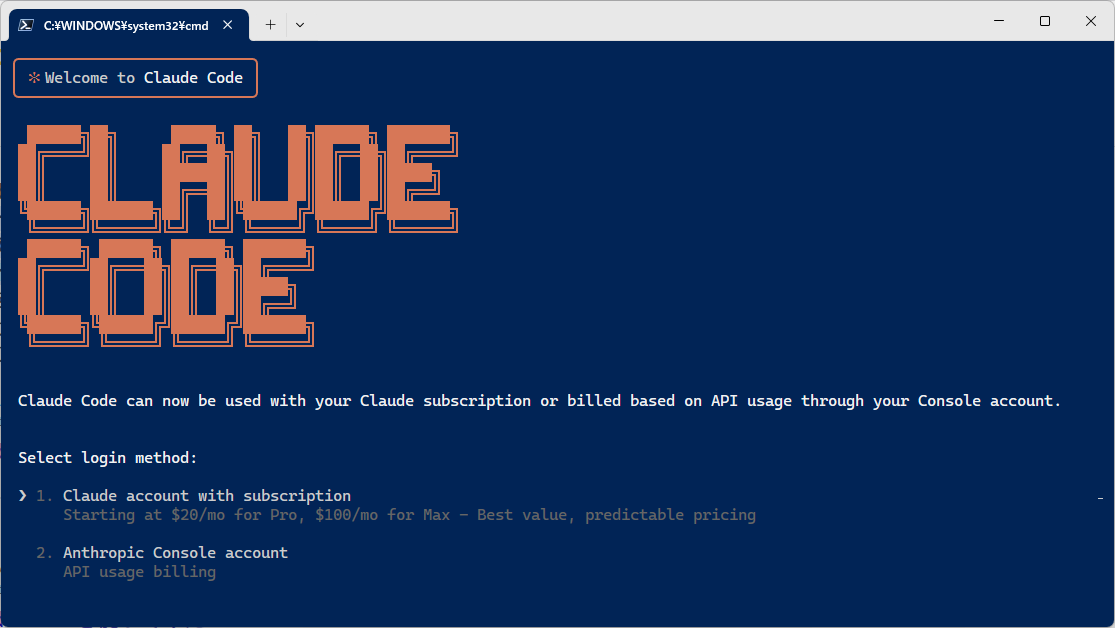 C:¥WINDOWS¥system32¥cmd
✻ Welcome to Claude Code
CLAUDE
CODE
Claude Code can now be used with your Claude subscription or billed based on API usage through your Console account.
Select login method:
❯ 1. Claude account with subscription
Starting at $20/mo for Pro, $100/mo for Max - Best value, predictable pricing
2. Anthropic Console account
API usage billing